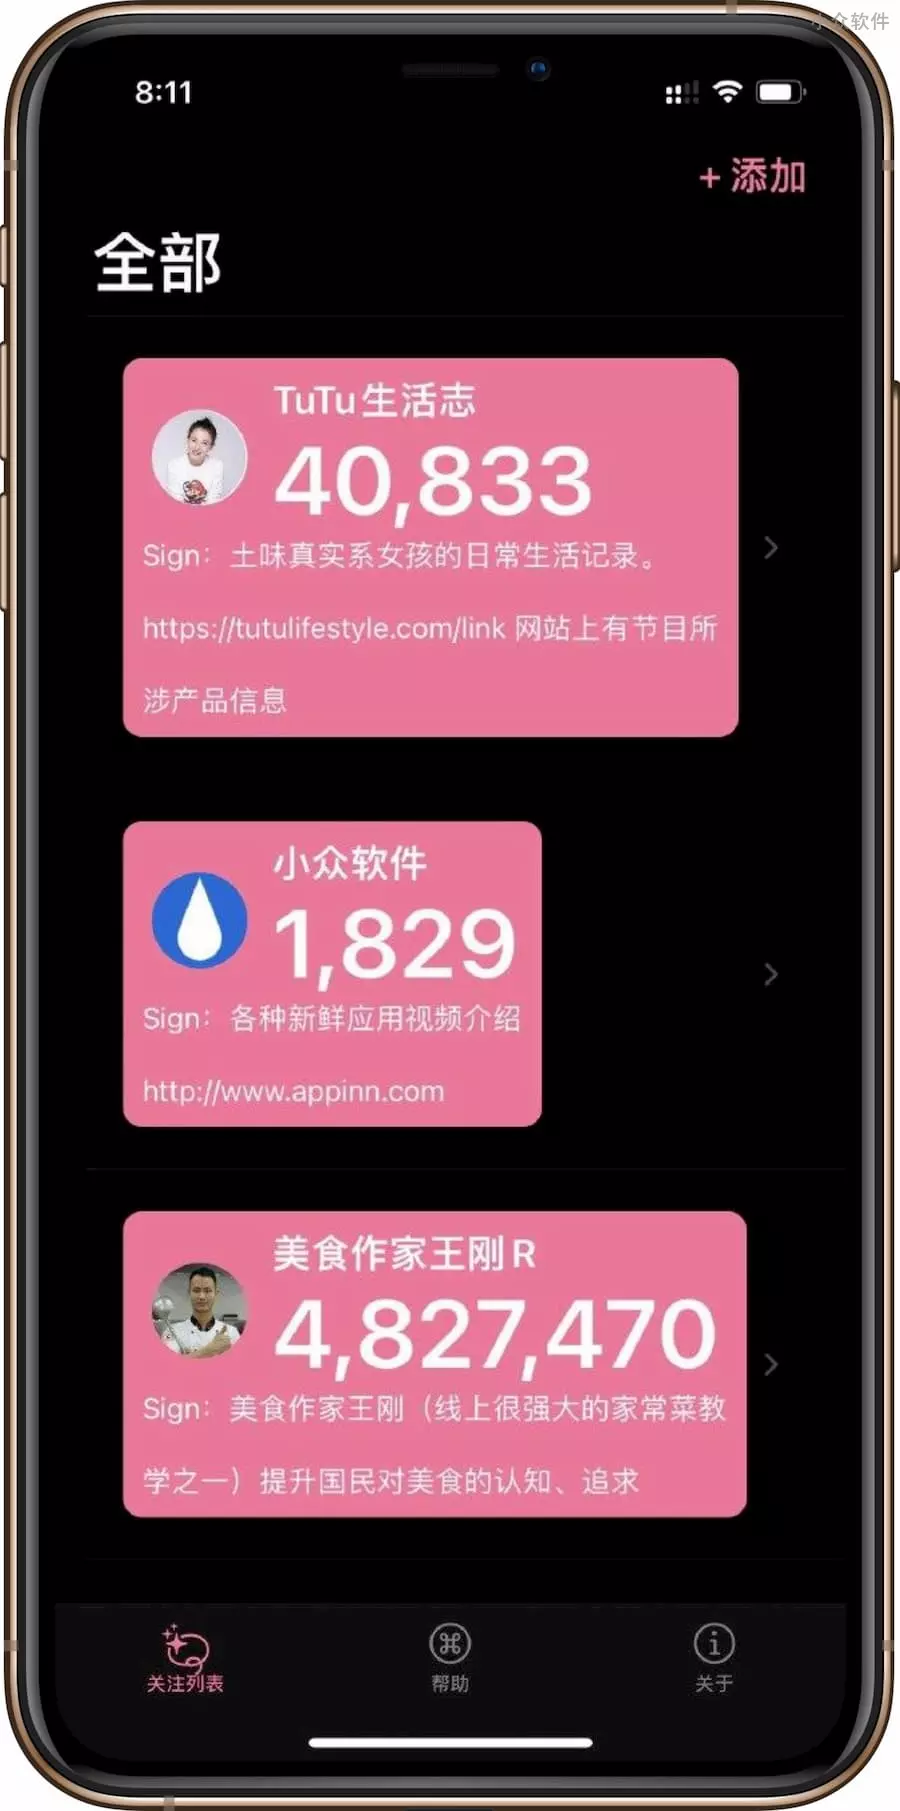 小众软件
8:11
+ 添加
全部
TuTu生活志
40,833
Sign：土味真实系女孩的日常生活记录。
https://tutulifestyle.com/link 网站上有节目所
涉产品信息
小众软件
1,829
Sign：各种新鲜应用视频介绍
http://www.appinn.com
美食作家王刚R
4,827,470
Sign：美食作家王刚（线上很强大的家常菜教
学之一）提升国民对美食的认知、追求
关注列表
帮助
关于